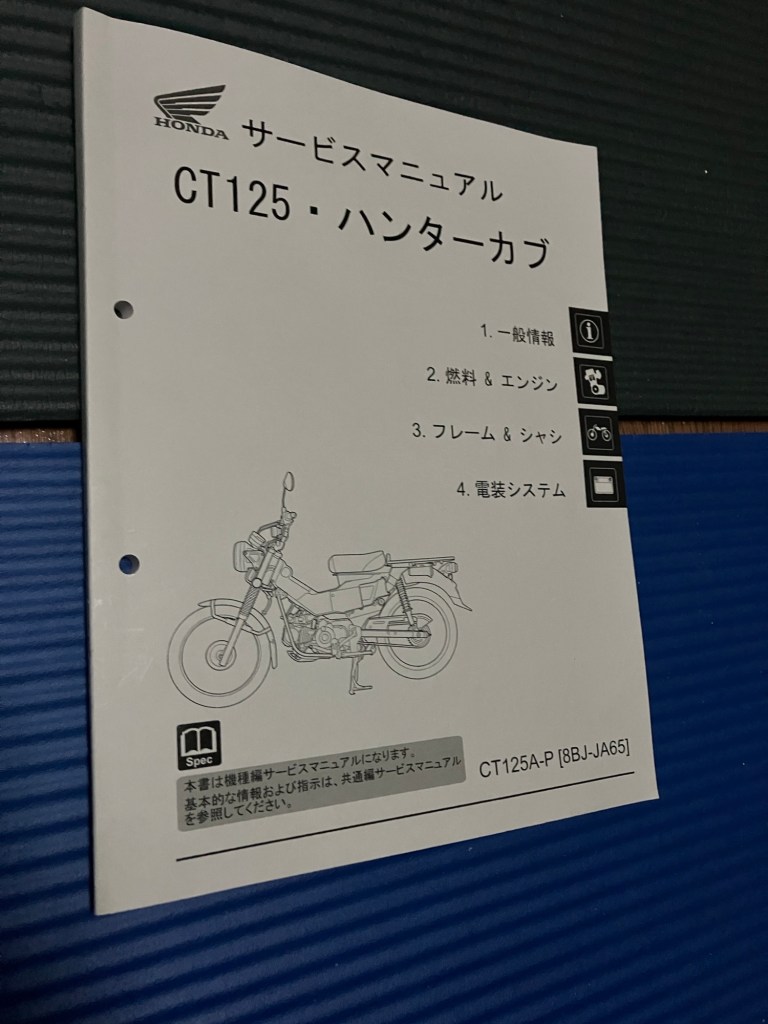 HONDA サービスマニュアル
CT125・ハンターカブ
1. 一般情報
2. 燃料 & エンジン
3. フレーム & シャシ
4. 電装システム
Spec
本書は機種編サービスマニュアルになります。
基本的な情報および指示は、共通編サービスマニュアル
を参照してください。
CT125A-P [8BJ-JA65]